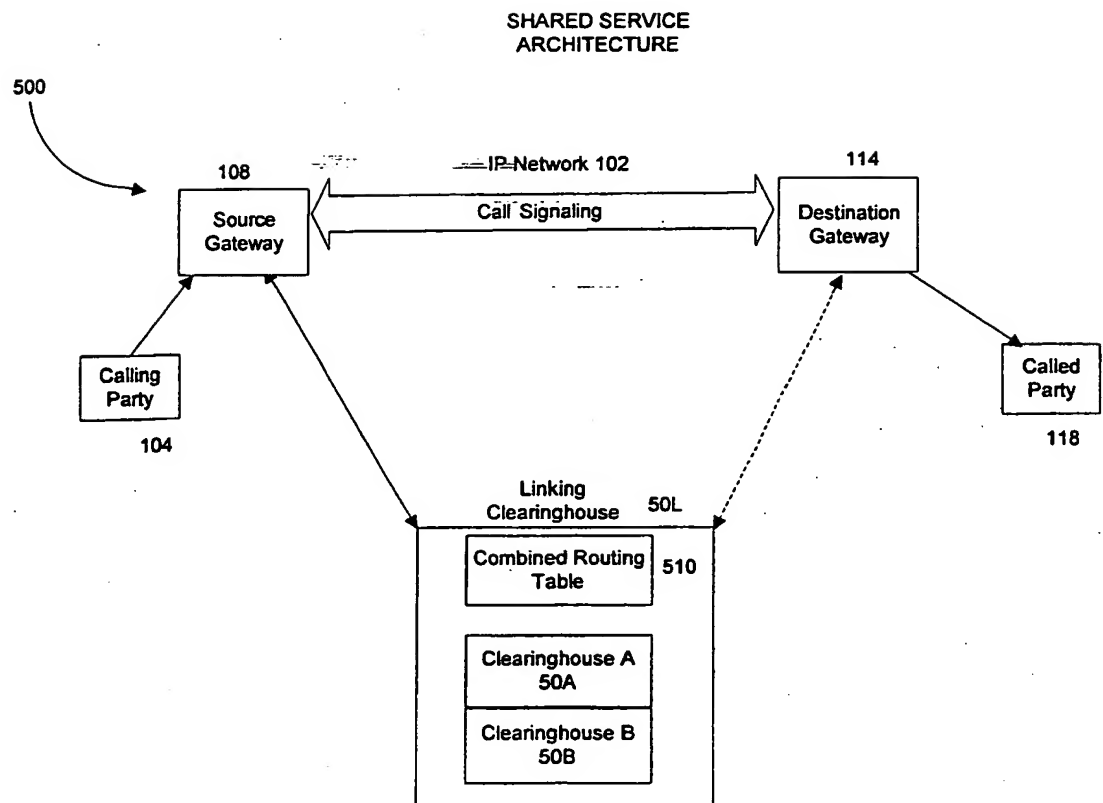 SHARED SERVICE
ARCHITECTURE
500
108
IP Network 102
114
Source
Gateway
Call Signaling
Destination
Gateway
Calling
Party
104
Called
Party
118
Linking
Clearinghouse
50L
Combined Routing
Table
510
Clearinghouse A
50A
Clearinghouse B
50B